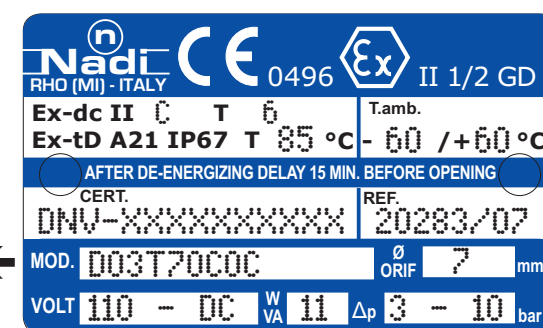 n
Nadi
RHO (MI) - ITALY
CE 0496 Ex II 1/2 GD
Ex-dc II C T 6
Ex-tD A21 IP67 T 85 °C
T.amb.
- 60 /+60 °C
AFTER DE-ENERGIZING DELAY 15 MIN. BEFORE OPENING
CERT.
DNV-XXXXXXXXXX
REF.
20283/07
MOD. D03T70C0C Ø ORIF 7 mm
VOLT 110 - DC W VA 11 Δp 3 - 10 bar